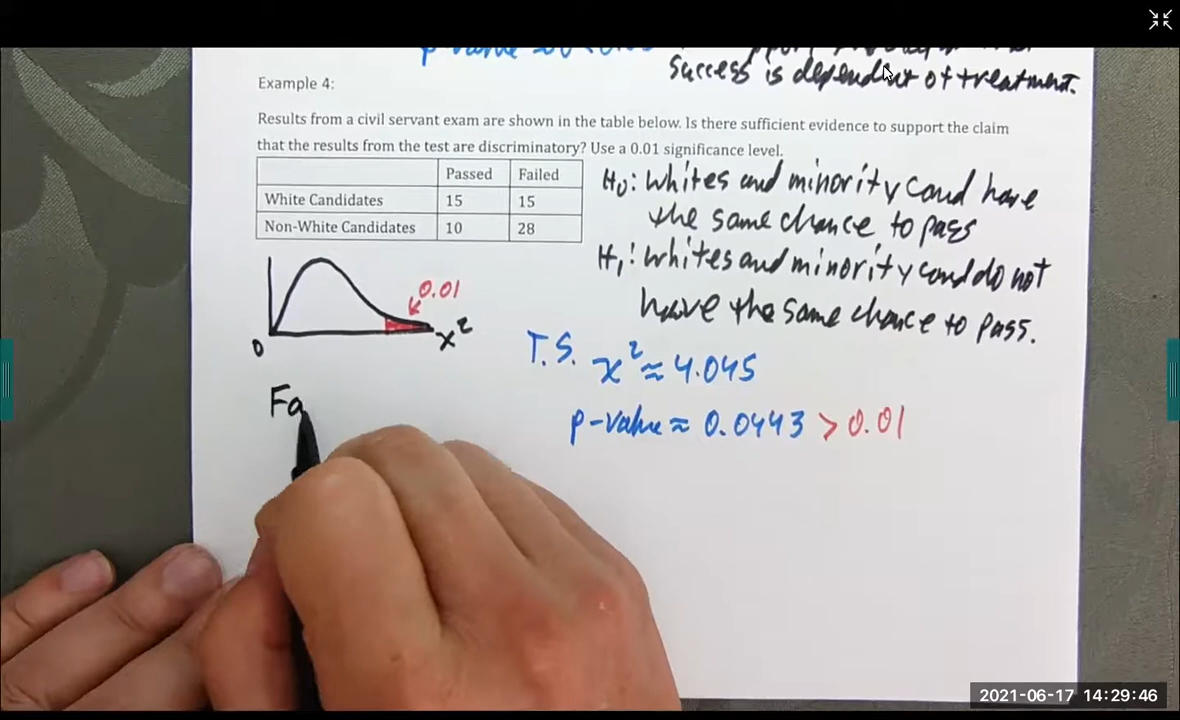 p-value
success is dependent of treatment.
Example 4:
Results from a civil servant exam are shown in the table below. Is there sufficient evidence to support the claim
that the results from the test are discriminatory? Use a 0.01 significance level.
Passed Failed
White Candidates 15 15
Non-White Candidates 10 28
H₀: whites and minority cand have
the same chance to pass
H₁: whites and minority cand do not
have the same chance to pass.
0.01
0
x²
T.S. x² ≈ 4.045
p-value ≈ 0.0443 > 0.01
Fa
2021-06-17 14:29:46